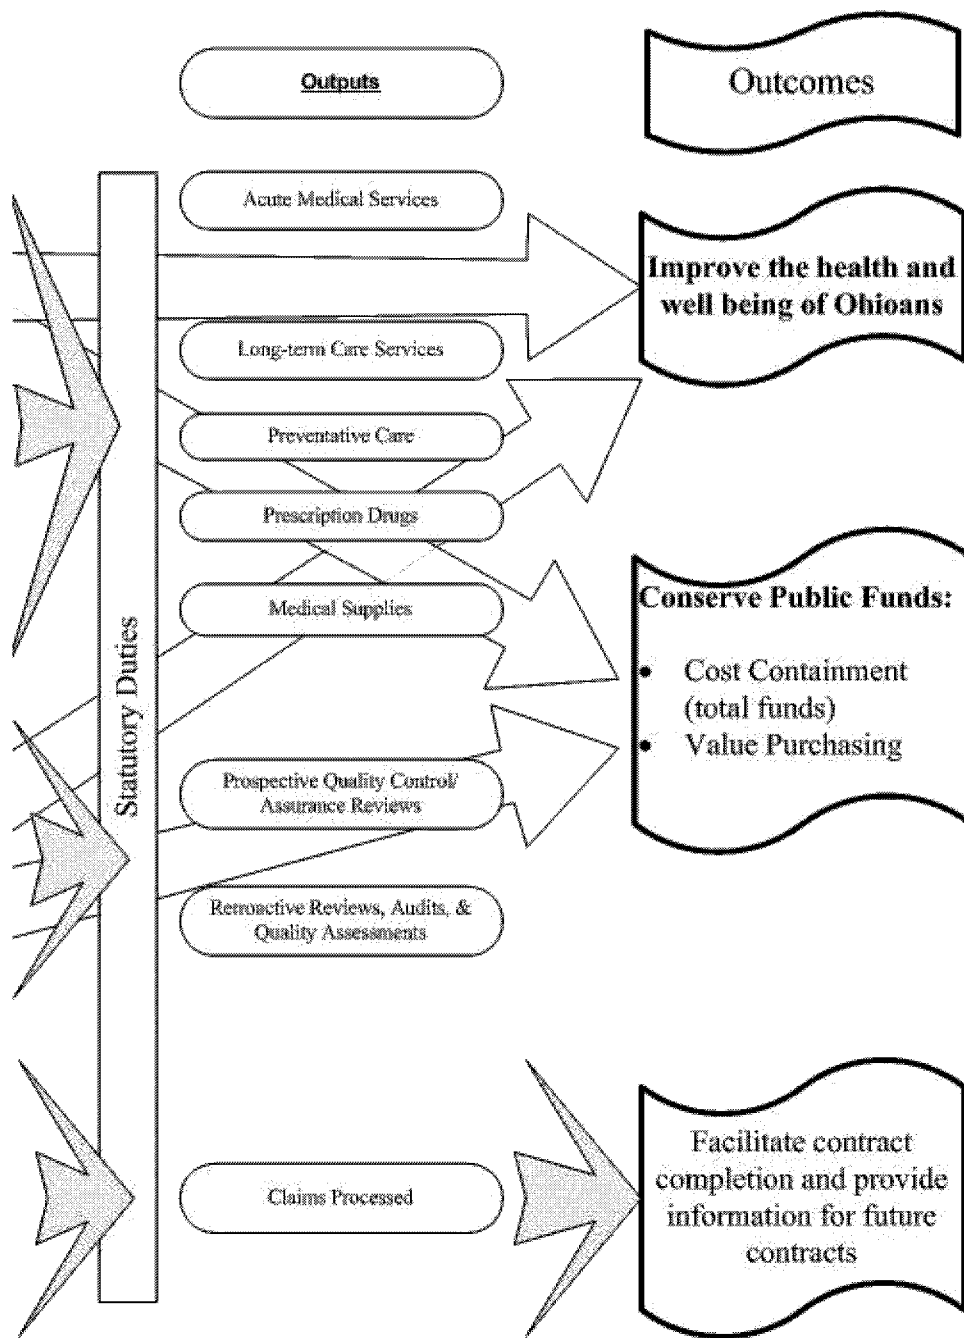 Outputs
Outcomes
Acute Medical Services
Improve the health and
well being of Ohioans
Long-term Care Services
Preventative Care
Prescription Drugs
Medical Supplies
Conserve Public Funds:
• Cost Containment
(total funds)
• Value Purchasing
Statutory Duties
Prospective Quality Control/
Assurance Reviews
Retroactive Reviews, Audits, &
Quality Assessments
Claims Processed
Facilitate contract
completion and provide
information for future
contracts